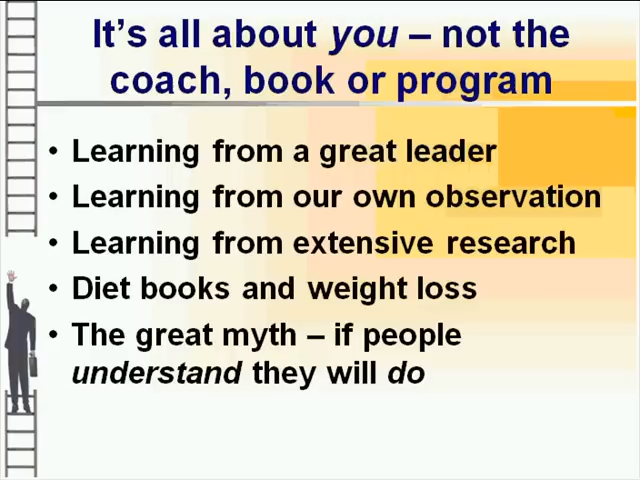 It's all about you – not the
coach, book or program
• Learning from a great leader
• Learning from our own observation
• Learning from extensive research
• Diet books and weight loss
• The great myth – if people
understand they will do